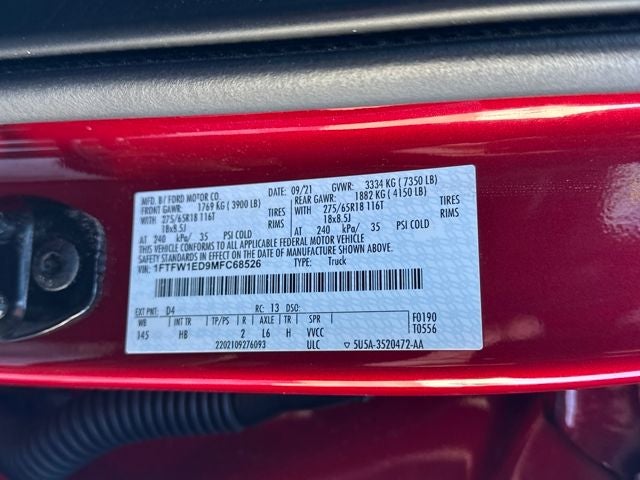 MFD. BY FORD MOTOR CO. DATE: 09/21 GVWR: 3334 KG ( 7350 LB)
FRONT GAWR: 1769 KG ( 3900 LB) REAR GAWR: 1882 KG ( 4150 LB)
WITH 275/65R18 116T TIRES WITH 275/65R18 116T TIRES
18x8.5J RIMS 18x8.5J RIMS
AT 240 kPa/ 35 PSI COLD AT 240 kPa/ 35 PSI COLD
THIS VEHICLE CONFORMS TO ALL APPLICABLE FEDERAL MOTOR VEHICLE
SAFETY STANDARDS IN EFFECT ON THE DATE OF MANUFACTURE SHOWN ABOVE.
VIN: 1FTFW1ED9MFC68526 TYPE: Truck
EXT PNT: D4 RC: 13 DSO: F0190
WB INT TR TP/PS R AXLE TR SPR T0556
145 HB 2 L6 H VVCC
2202109276093 ULC 5U5A-3520472-AA